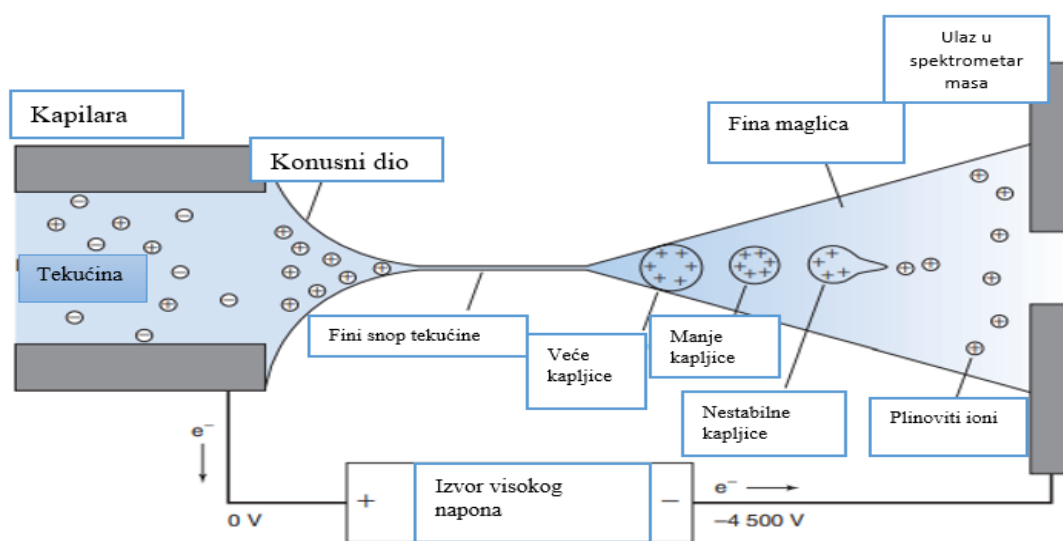 Ulaz u
spektrometar
masa
Kapilara
Fina maglica
Konusni dio
Tekućina
Fini snop tekućine
Veće
kapljice
Manje
kapljice
Nestabilne
kapljice
Plinoviti ioni
e–
+
Izvor visokog
napona
–
e–
0 V
–4 500 V